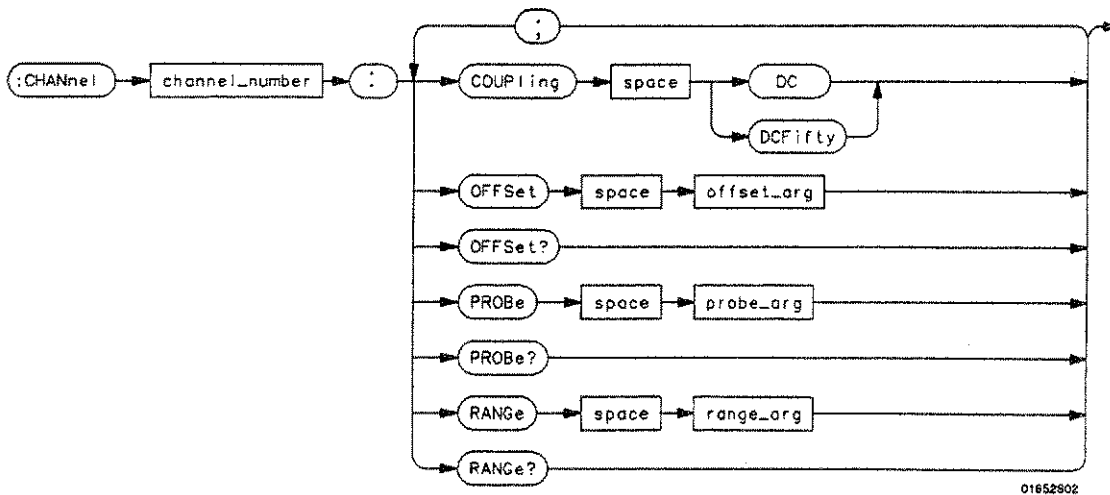 ;
:CHANnel channel_number : COUPling space DC
DCFifty
OFFSet space offset_arg
OFFSet?
PROBe space probe_arg
PROBe?
RANGe space range_arg
RANGe?
01652S02